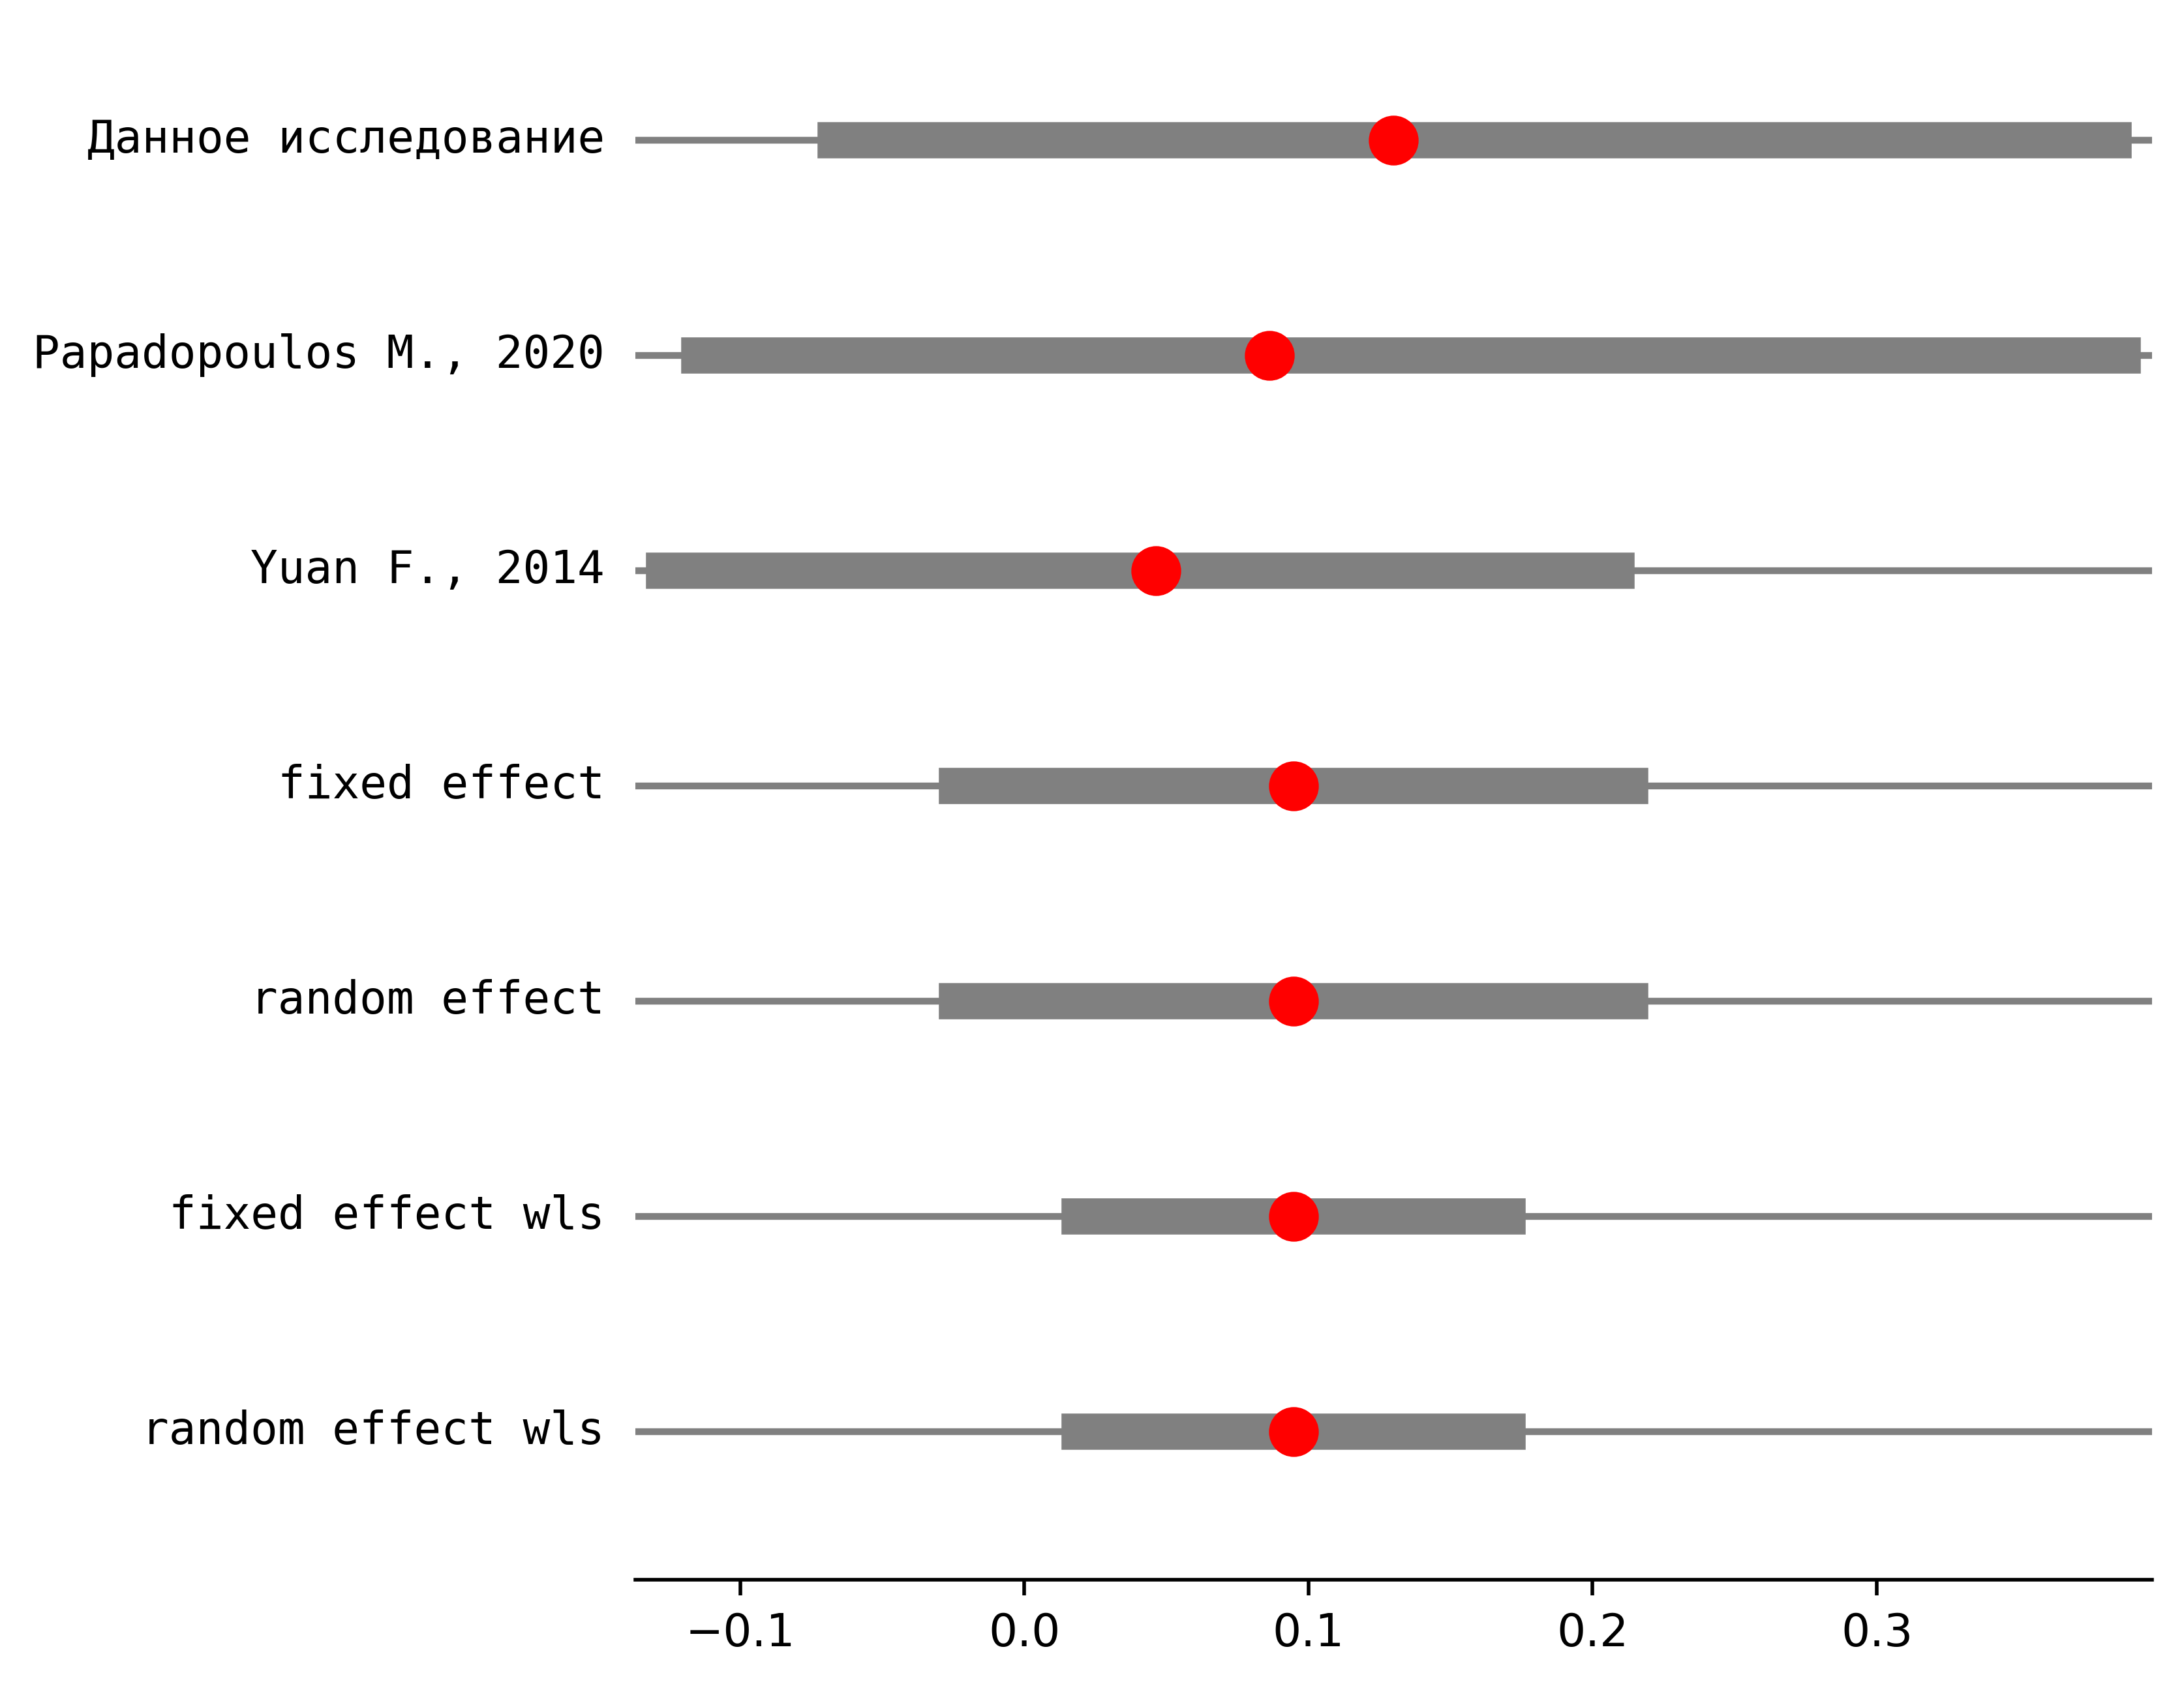 Данное исследование
Papadopoulos M., 2020
Yuan F., 2014
fixed effect
random effect
fixed effect wls
random effect wls
−0.1 0.0 0.1 0.2 0.3